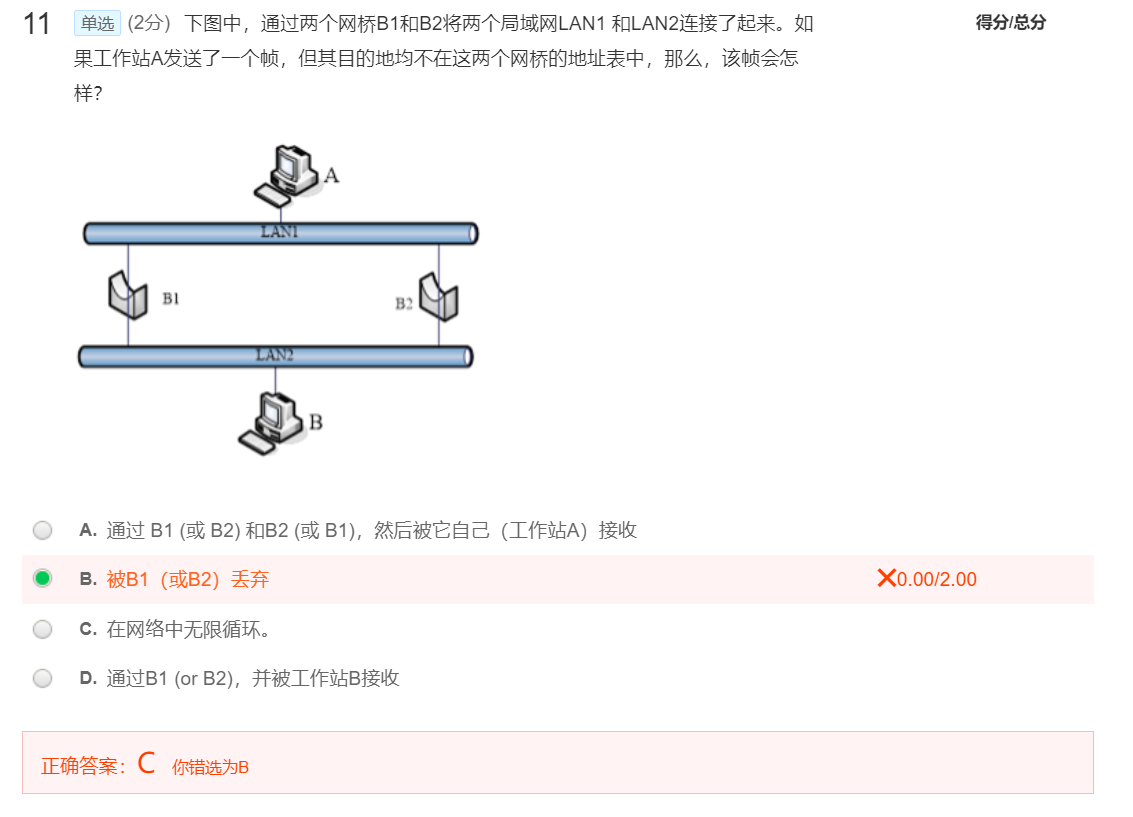 11 单选 (2分) 下图中，通过两个网桥B1和B2将两个局域网LAN1 和LAN2连接了起来。如 得分/总分
果工作站A发送了一个帧，但其目的地均不在这两个网桥的地址表中，那么，该帧会怎
样？
A
LAN1
B1
B2
LAN2
B
A. 通过 B1 (或 B2) 和B2 (或 B1)，然后被它自己（工作站A）接收
B. 被B1（或B2）丢弃 ✕0.00/2.00
C. 在网络中无限循环。
D. 通过B1 (or B2)，并被工作站B接收
正确答案：C 你错选为B